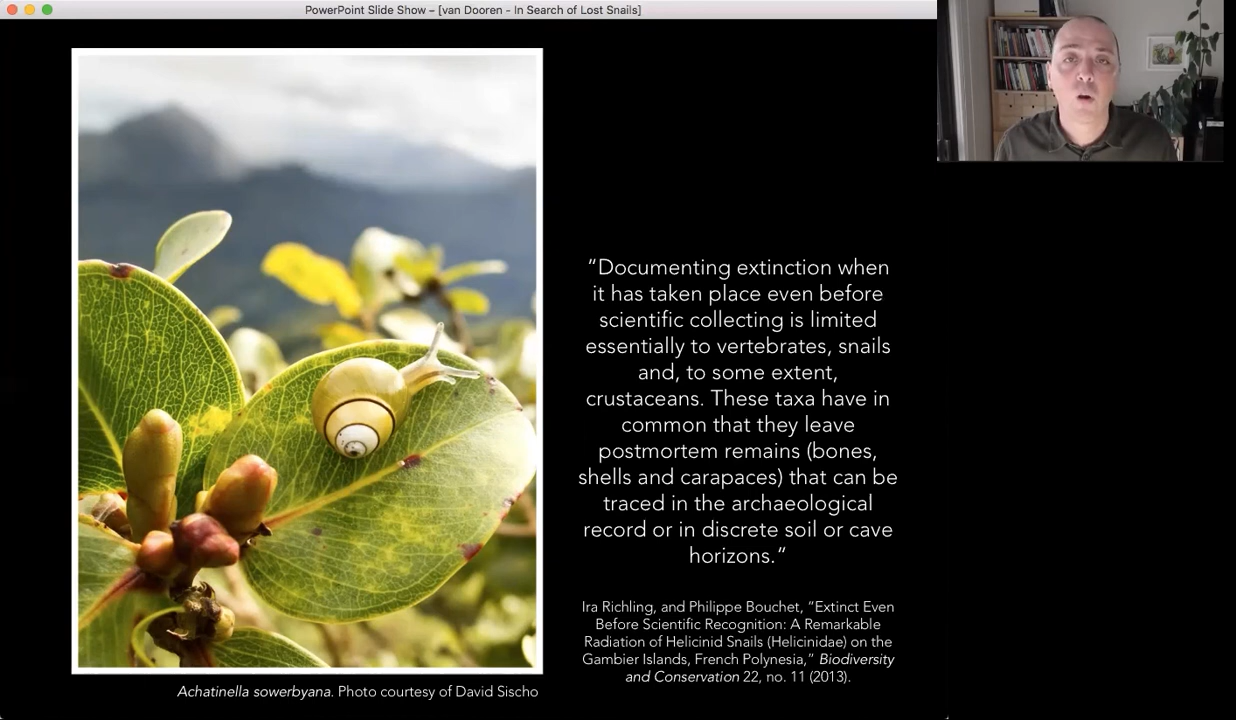 PowerPoint Slide Show – [van Dooren - In Search of Lost Snails]
“Documenting extinction when
it has taken place even before
scientific collecting is limited
essentially to vertebrates, snails
and, to some extent,
crustaceans. These taxa have in
common that they leave
postmortem remains (bones,
shells and carapaces) that can be
traced in the archaeological
record or in discrete soil or cave
horizons.“
Ira Richling, and Philippe Bouchet, “Extinct Even
Before Scientific Recognition: A Remarkable
Radiation of Helicinid Snails (Helicinidae) on the
Gambier Islands, French Polynesia,” Biodiversity
and Conservation 22, no. 11 (2013).
Achatinella sowerbyana. Photo courtesy of David Sischo